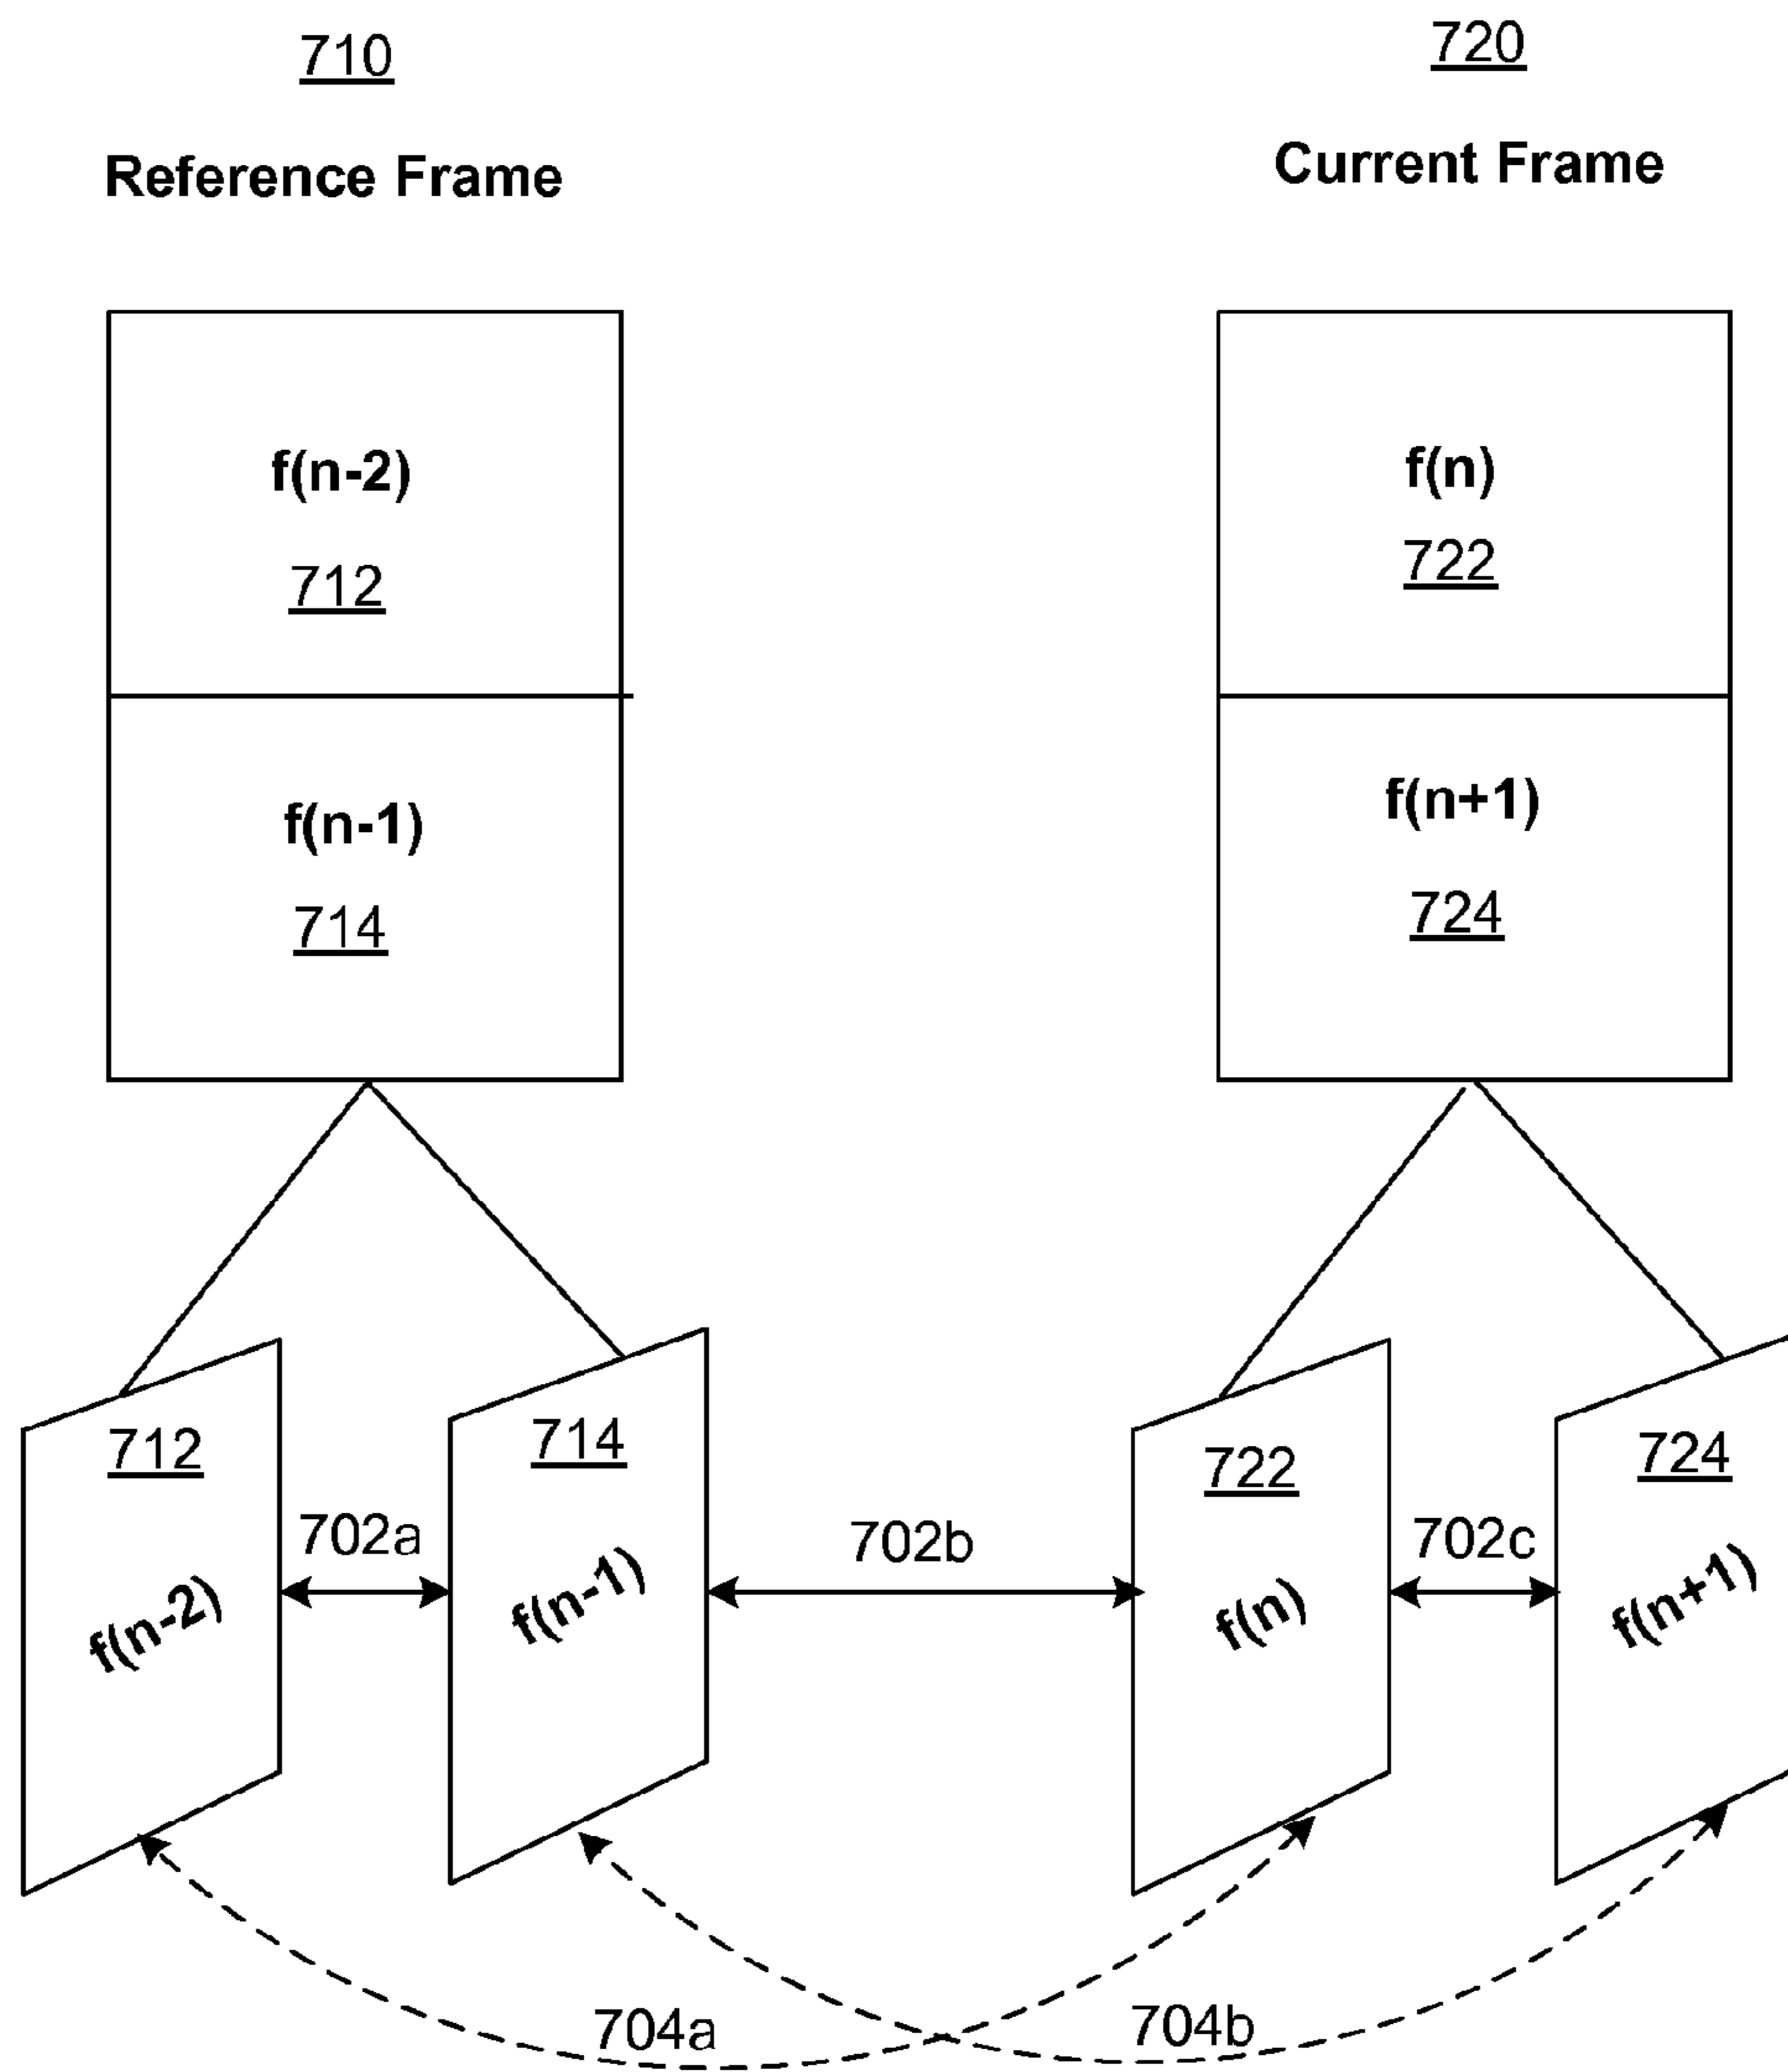 710
720
Reference Frame
Current Frame
f(n-2)
712
f(n)
722
f(n-1)
714
f(n+1)
724
712
714
722
724
702a
702b
702c
f(n-2)
f(n-1)
f(n)
f(n+1)
704a
704b